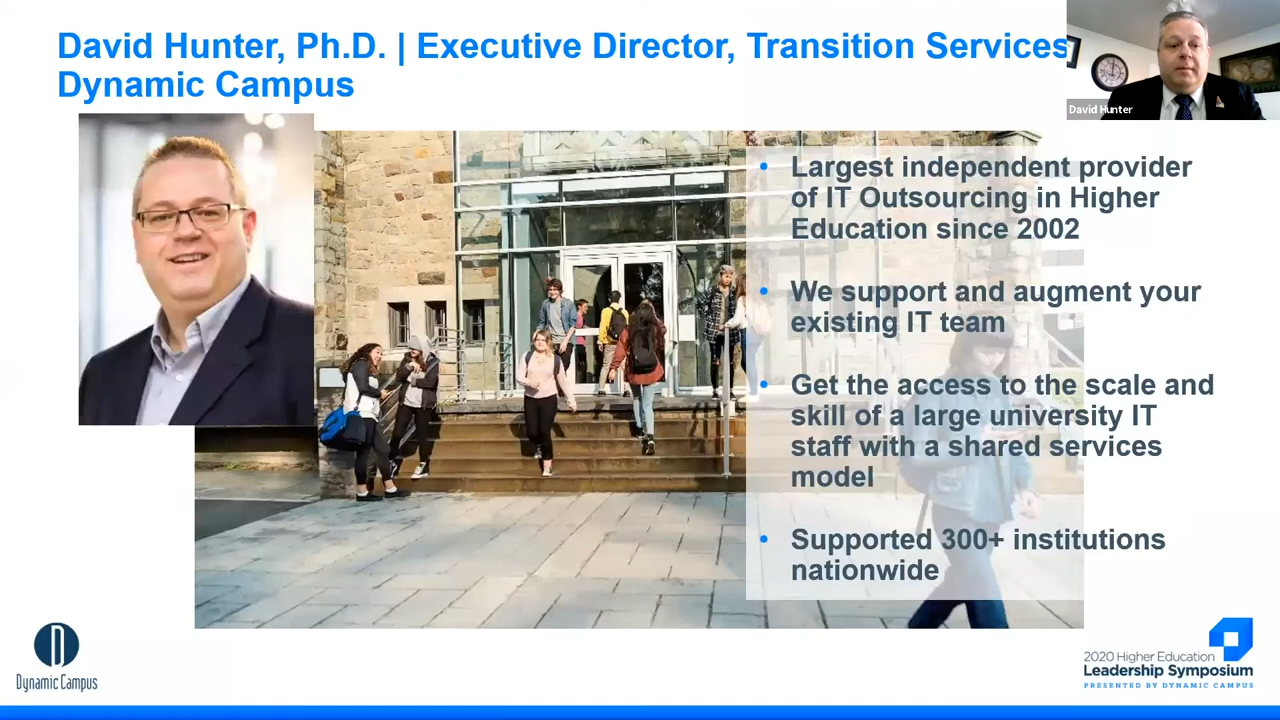 David Hunter, Ph.D. | Executive Director, Transition Services
Dynamic Campus
David Hunter
• Largest independent provider
of IT Outsourcing in Higher
Education since 2002
• We support and augment your
existing IT team
• Get the access to the scale and
skill of a large university IT
staff with a shared services
model
• Supported 300+ institutions
nationwide
D
Dynamic Campus
2020 Higher Education
Leadership Symposium
PRESENTED BY DYNAMIC CAMPUS